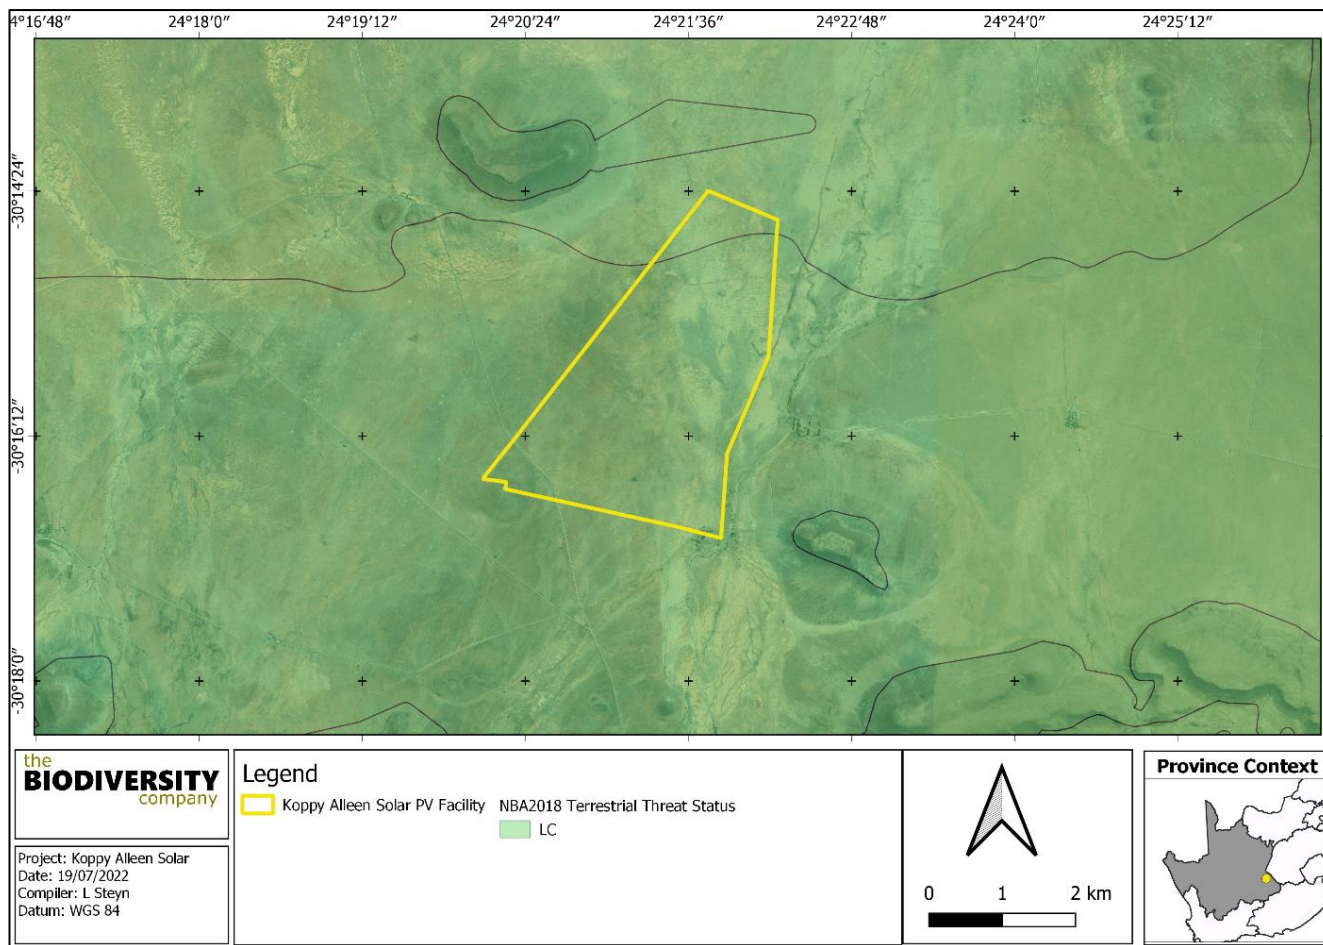 4°16′48″ 24°18′0″ 24°19′12″ 24°20′24″ 24°21′36″ 24°22′48″ 24°24′0″ 24°25′12″
-30°14′24″
-30°16′12″
-30°18′0″
the
BIODIVERSITY
company
Project: Koppy Alleen Solar
Date: 19/07/2022
Compiler: L Steyn
Datum: WGS 84
Legend
Koppy Alleen Solar PV Facility
NBA2018 Terrestrial Threat Status
LC
0 1 2 km
Province Context